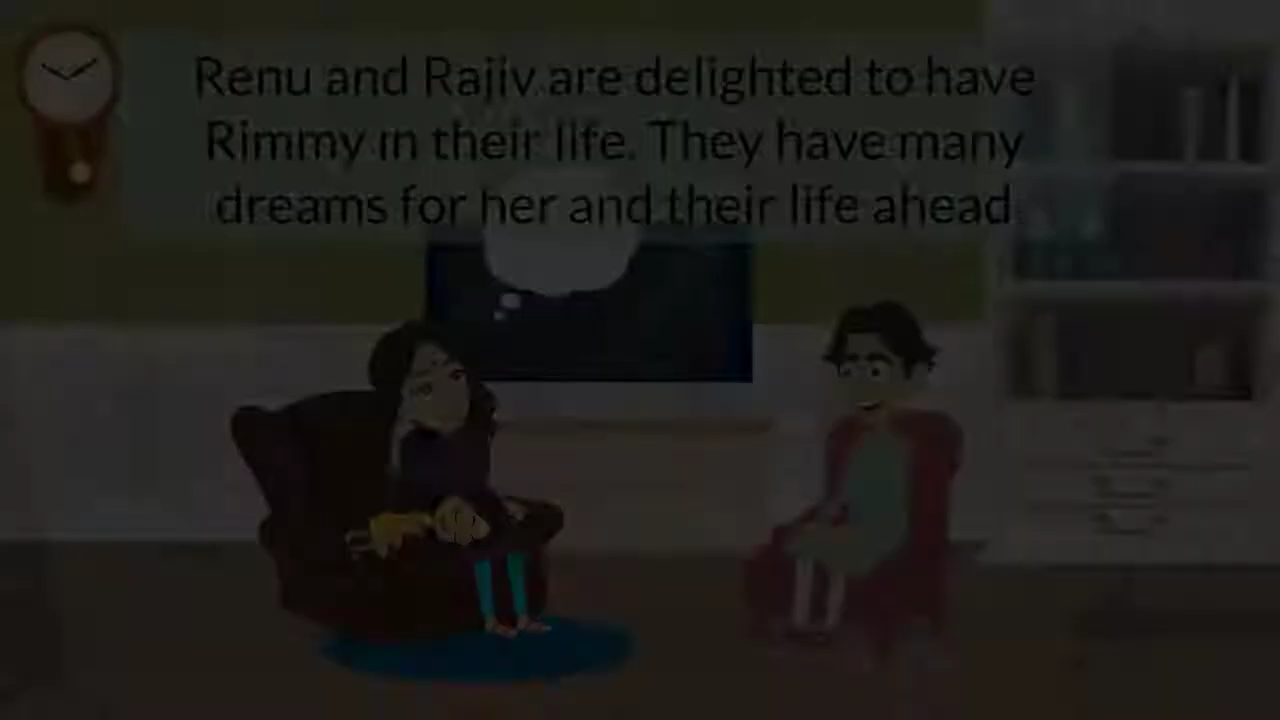 Renu and Rajiv are delighted to have
Rimmy in their life. They have many
dreams for her and their life ahead